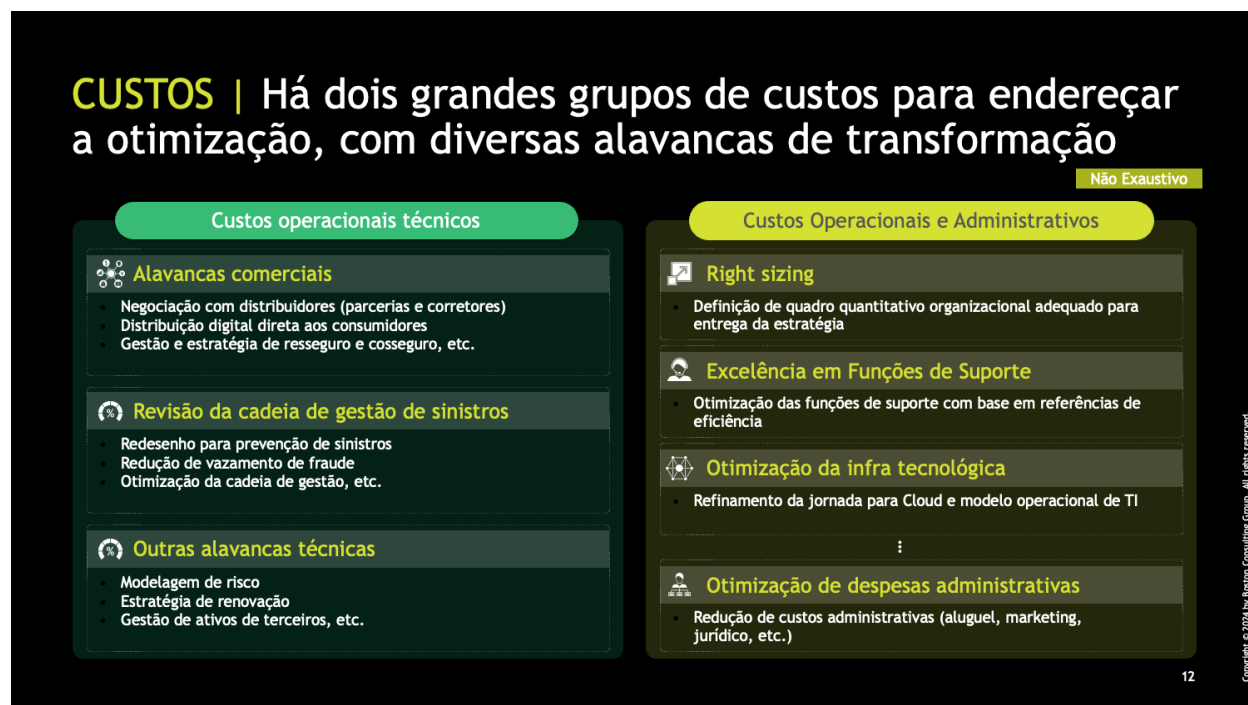 CUSTOS | Há dois grandes grupos de custos para endereçar
a otimização, com diversas alavancas de transformação
Não Exaustivo
Custos operacionais técnicos
Alavancas comerciais
Negociação com distribuidores (parcerias e corretores)
Distribuição digital direta aos consumidores
Gestão e estratégia de resseguro e cosseguro, etc.
Revisão da cadeia de gestão de sinistros
Redesenho para prevenção de sinistros
Redução de vazamento de fraude
Otimização da cadeia de gestão, etc.
Outras alavancas técnicas
Modelagem de risco
Estratégia de renovação
Gestão de ativos de terceiros, etc.
Custos Operacionais e Administrativos
Right sizing
Definição de quadro quantitativo organizacional adequado para
entrega da estratégia
Excelência em Funções de Suporte
Otimização das funções de suporte com base em referências de
eficiência
Otimização da infra tecnológica
Refinamento da jornada para Cloud e modelo operacional de TI
Otimização de despesas administrativas
Redução de custos administrativas (aluguel, marketing,
jurídico, etc.)
12
Copyright © 2024 by Boston Consulting Group. All rights reserved.